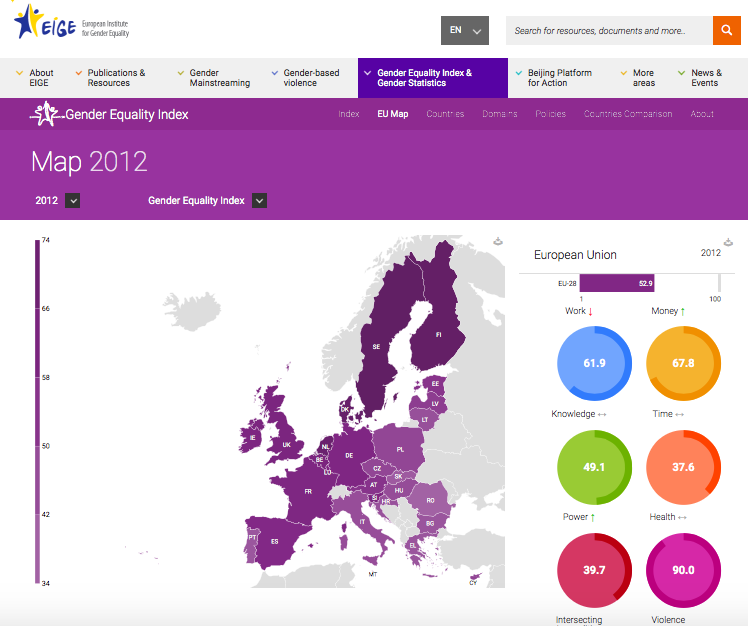 EIGE
European Institute
for Gender Equality
EN
Search for resources, documents and more..
About
EIGE
Publications &
Resources
Gender
Mainstreaming
Gender-based
violence
Gender Equality Index &
Gender Statistics
Beijing Platform
for Action
More
areas
News &
Events
Gender Equality Index
Index
EU Map
Countries
Domains
Policies
Countries Comparison
About
Map 2012
2012
Gender Equality Index
74
66
58
50
42
34
SE
FI
EE
LV
LT
DK
IE
UK
NL
BE
LU
DE
PL
CZ
SK
AT
HU
FR
SI
HR
RO
IT
BG
PT
ES
EL
MT
CY
European Union
2012
EU-28
52.9
1
100
Work ↓
Money ↑
61.9
67.8
Knowledge ↔
Time ↔
49.1
37.6
Power ↑
Health ↔
39.7
90.0
Intersecting
Violence